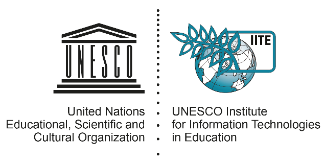 UNESCO
United Nations
Educational, Scientific and
Cultural Organization
IITE
UNESCO Institute
for Information Technologies
in Education